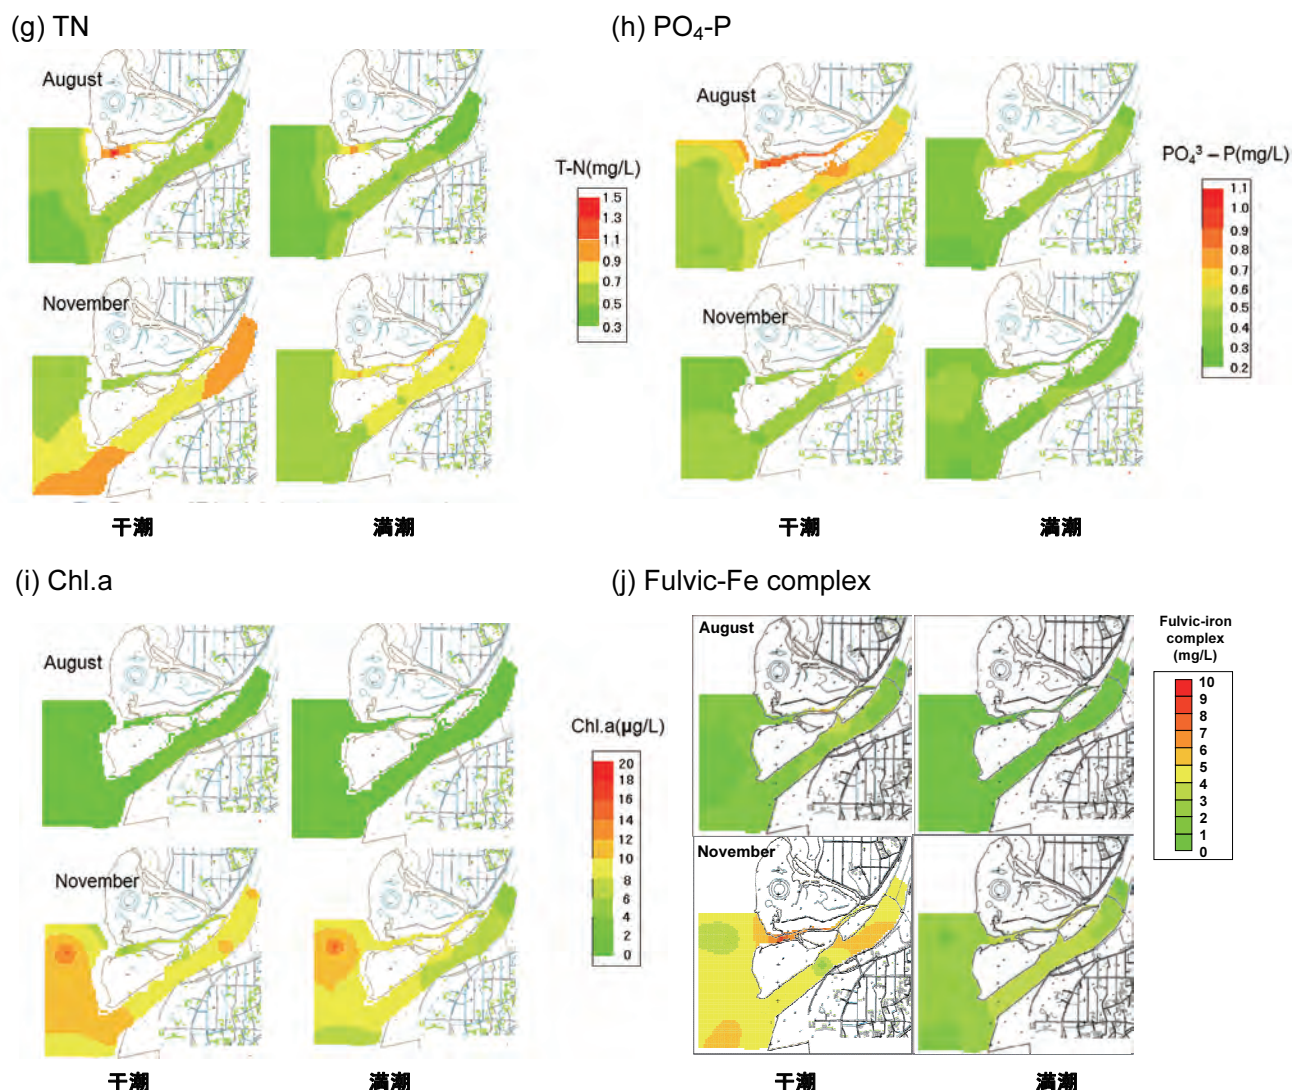 (g) TN
August
November
干潮
満潮
T-N(mg/L)
1.5
1.3
1.1
0.9
0.7
0.5
0.3
(h) PO₄-P
August
November
干潮
満潮
PO₄³ – P(mg/L)
1.1
1.0
0.9
0.8
0.7
0.6
0.5
0.4
0.3
0.2
(i) Chl.a
August
November
干潮
満潮
Chl.a(μg/L)
20
18
16
14
12
10
8
6
4
2
0
(j) Fulvic-Fe complex
August
November
干潮
満潮
Fulvic-iron
complex
(mg/L)
10
9
8
7
6
5
4
3
2
1
0